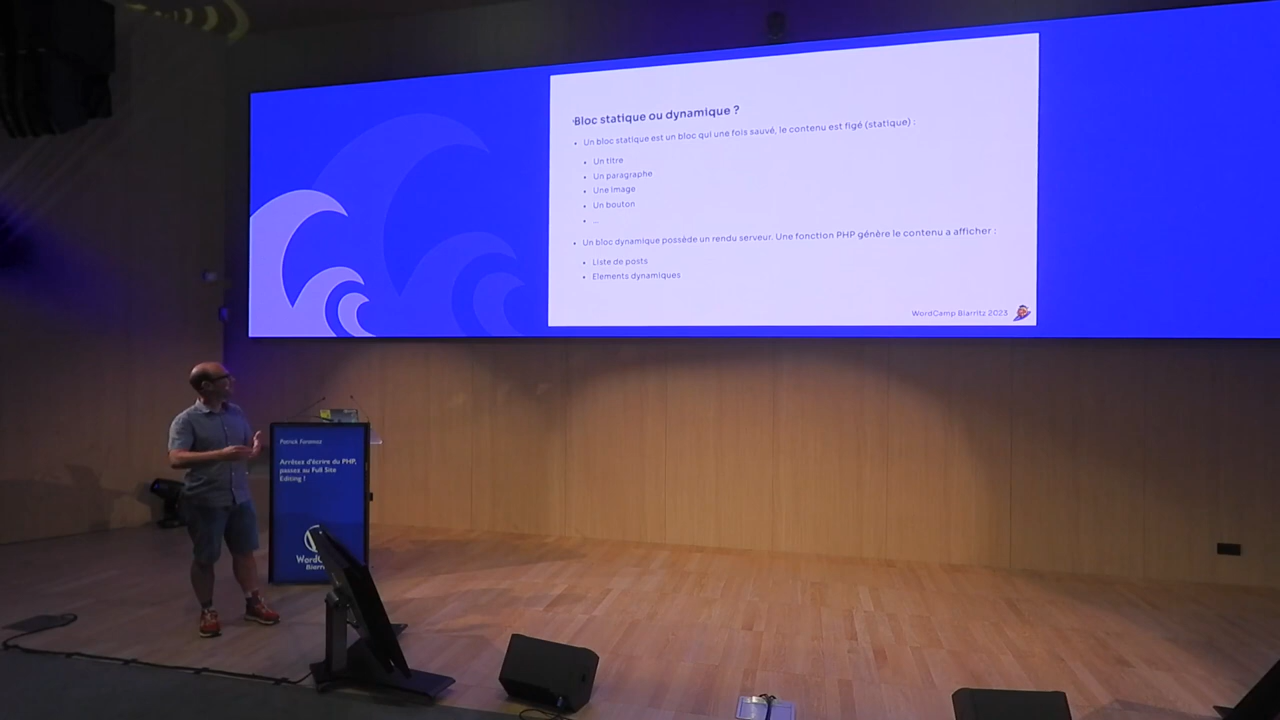 Bloc statique ou dynamique ?
• Un bloc statique est un bloc qui une fois sauvé, le contenu est figé (statique) :
• Un titre
• Un paragraphe
• Une image
• Un bouton
• ...
• Un bloc dynamique possède un rendu serveur. Une fonction PHP génère le contenu a afficher :
• Liste de posts
• Elements dynamiques
WordCamp Biarritz 2023
Patrick
Arrêtez d'écrire du PHP,
passez au Full Site
Editing !